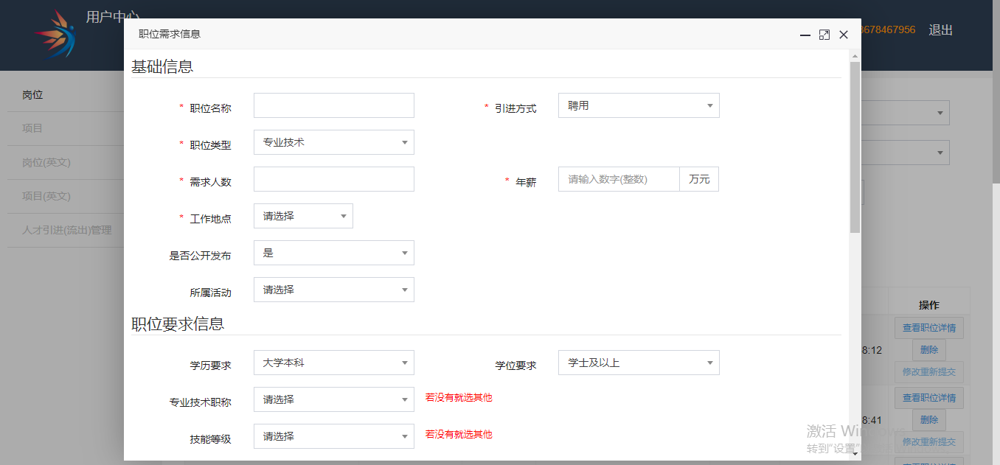 用户中心
3678467956 退出
岗位
项目
岗位(英文)
项目(英文)
人才引进(流出)管理
职位需求信息
基础信息
* 职位名称
* 引进方式 聘用
* 职位类型 专业技术
* 需求人数
* 年薪 请输入数字(整数) 万元
* 工作地点 请选择
是否公开发布 是
所属活动 请选择
职位要求信息
学历要求 大学本科
学位要求 学士及以上
专业技术职称 请选择 若没有就选其他
技能等级 请选择 若没有就选其他
操作
查看职位详情
8:12 删除
修改重新提交
查看职位详情
8:41 删除
修改重新提交
激活 Windows
转到"设置"